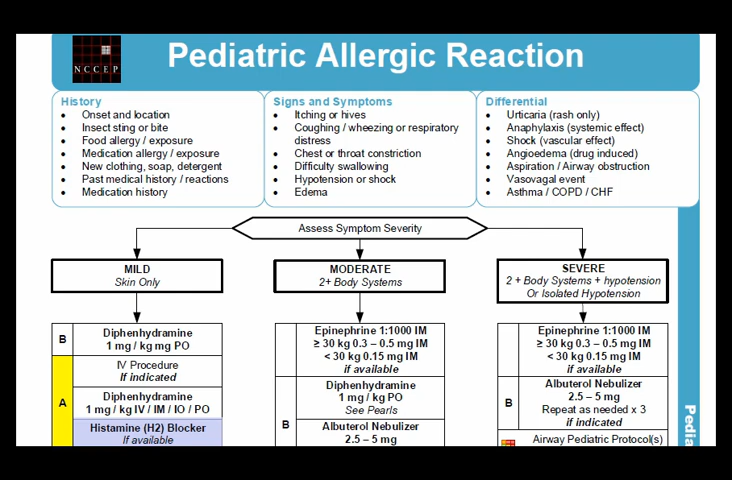 NCCEP
Pediatric Allergic Reaction
History
• Onset and location
• Insect sting or bite
• Food allergy / exposure
• Medication allergy / exposure
• New clothing, soap, detergent
• Past medical history / reactions
• Medication history
Signs and Symptoms
• Itching or hives
• Coughing / wheezing or respiratory
distress
• Chest or throat constriction
• Difficulty swallowing
• Hypotension or shock
• Edema
Differential
• Urticaria (rash only)
• Anaphylaxis (systemic effect)
• Shock (vascular effect)
• Angioedema (drug induced)
• Aspiration / Airway obstruction
• Vasovagal event
• Asthma / COPD / CHF
Assess Symptom Severity
MILD
Skin Only
B
Diphenhydramine
1 mg / kg mg PO
A
IV Procedure
If indicated
Diphenhydramine
1 mg / kg IV / IM / IO / PO
Histamine (H2) Blocker
If available
MODERATE
2+ Body Systems
Epinephrine 1:1000 IM
≥ 30 kg 0.3 – 0.5 mg IM
< 30 kg 0.15 mg IM
if available
B
Diphenhydramine
1 mg / kg PO
See Pearls
Albuterol Nebulizer
2.5 – 5 mg
SEVERE
2 + Body Systems + hypotension
Or Isolated Hypotension
Epinephrine 1:1000 IM
≥ 30 kg 0.3 – 0.5 mg IM
< 30 kg 0.15 mg IM
if available
B
Albuterol Nebulizer
2.5 – 5 mg
Repeat as needed x 3
if indicated
Airway Pediatric Protocol(s)
Pedia